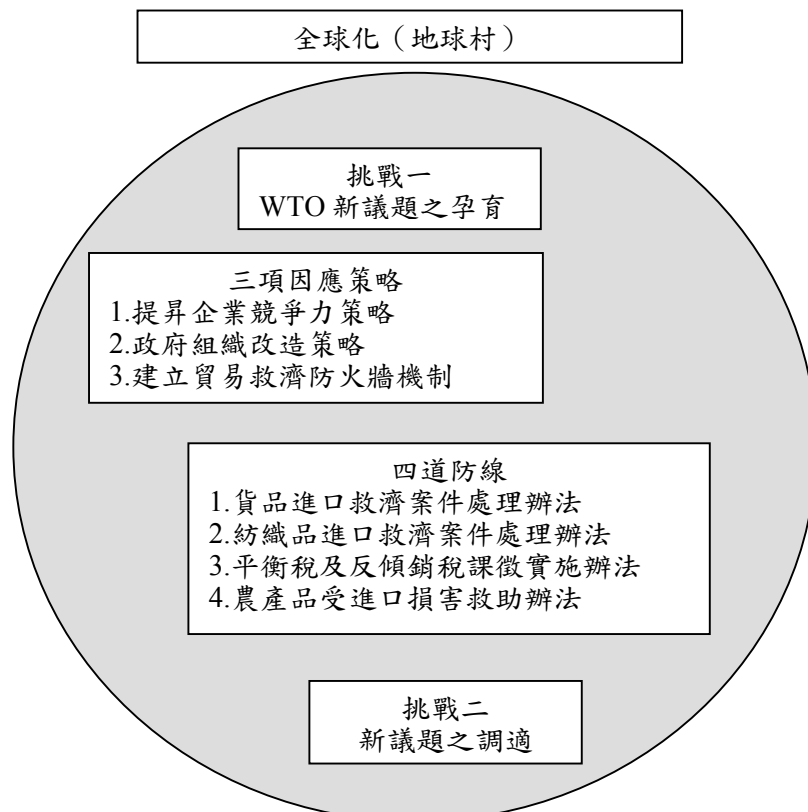 全球化（地球村）
挑戰一
WTO 新議題之孕育
三項因應策略
1.提昇企業競爭力策略
2.政府組織改造策略
3.建立貿易救濟防火牆機制
四道防線
1.貨品進口救濟案件處理辦法
2.紡織品進口救濟案件處理辦法
3.平衡稅及反傾銷稅課徵實施辦法
4.農產品受進口損害救助辦法
挑戰二
新議題之調適